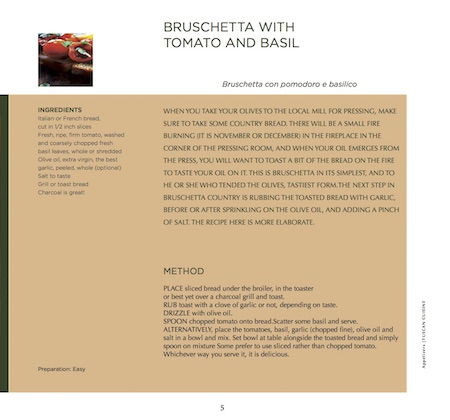 BRUSCHETTA WITH
TOMATO AND BASIL
Bruschetta con pomodoro e basilico
INGREDIENTS
Italian or French bread,
cut in 1/2 inch slices
Fresh, ripe, firm tomato, washed
and coarsely chopped fresh
basil leaves, whole or shredded
Olive oil, extra virgin, the best
garlic, peeled, whole (optional)
Salt to taste
Grill or toast bread
Charcoal is great!
WHEN YOU TAKE YOUR OLIVES TO THE LOCAL MILL FOR PRESSING, MAKE
SURE TO TAKE SOME COUNTRY BREAD. THERE WILL BE A SMALL FIRE
BURNING (IT IS NOVEMBER OR DECEMBER) IN THE FIREPLACE IN THE
CORNER OF THE PRESSING ROOM, AND WHEN YOUR OIL EMERGES FROM
THE PRESS, YOU WILL WANT TO TOAST A BIT OF THE BREAD ON THE FIRE
TO TASTE YOUR OIL ON IT. THIS IS BRUSCHETTA IN ITS SIMPLEST, AND TO
HE OR SHE WHO TENDED THE OLIVES, TASTIEST FORM.THE NEXT STEP IN
BRUSCHETTA COUNTRY IS RUBBING THE TOASTED BREAD WITH GARLIC,
BEFORE OR AFTER SPRINKLING ON THE OLIVE OIL, AND ADDING A PINCH
OF SALT. THE RECIPE HERE IS MORE ELABORATE.
METHOD
PLACE sliced bread under the broiler, in the toaster
or best yet over a charcoal grill and toast.
RUB toast with a clove of garlic or not, depending on taste.
DRIZZLE with olive oil.
SPOON chopped tomato onto bread.Scatter some basil and serve.
ALTERNATIVELY, place the tomatoes, basil, garlic (chopped fine), olive oil and
salt in a bowl and mix. Set bowl at table alongside the toasted bread and simply
spoon on mixture Some prefer to use sliced rather than chopped tomato.
Whichever way you serve it, it is delicious.
Preparation: Easy
Appetizers |TUSCAN CUISINE
5